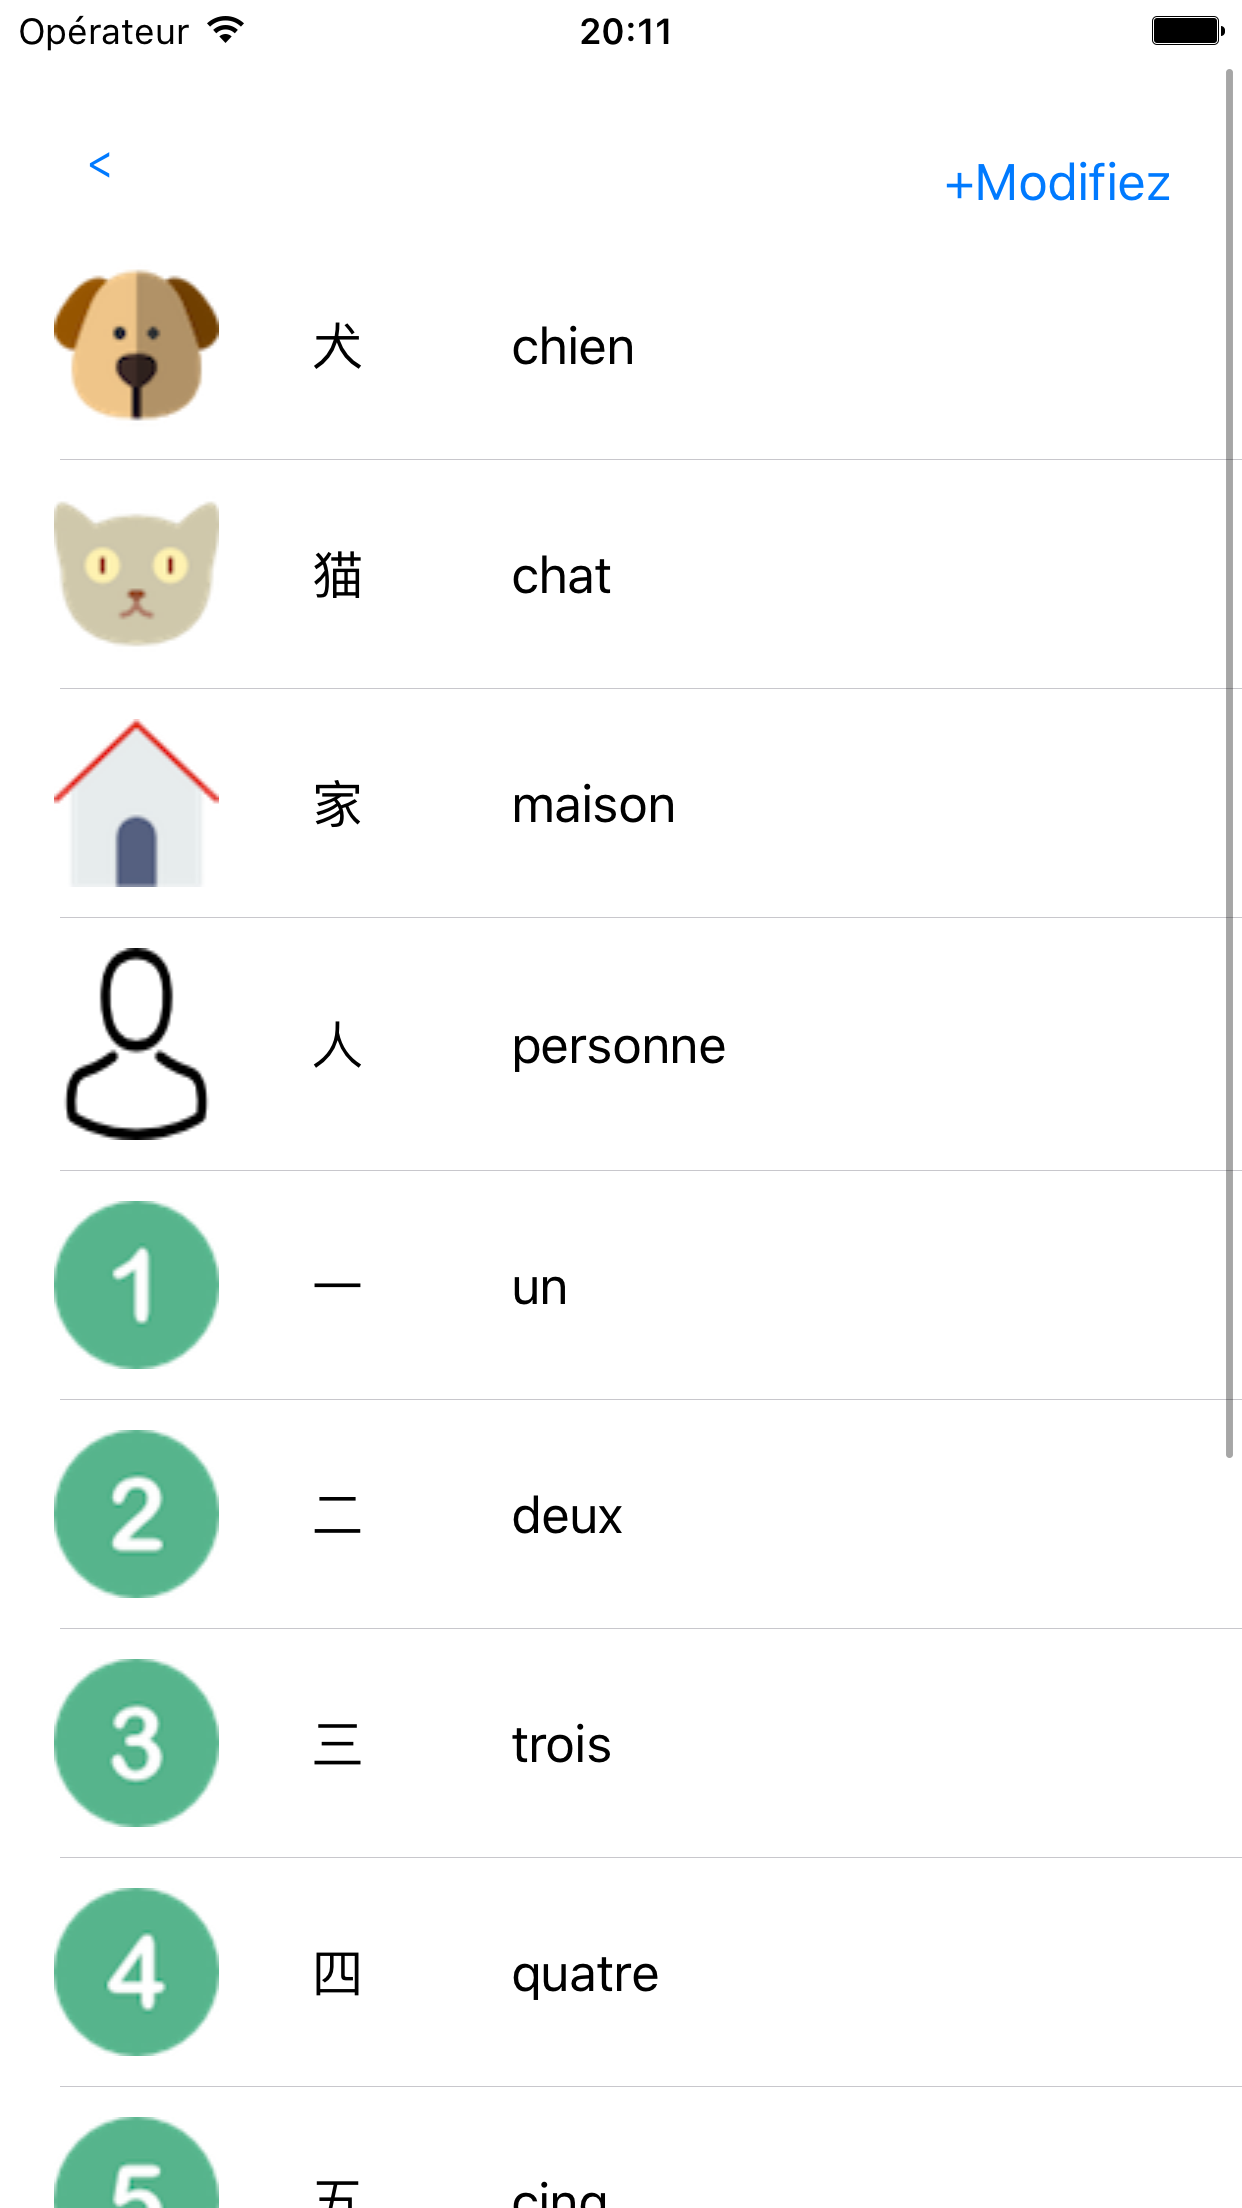 Opérateur 20:11
< +Modifiez
犬 chien
猫 chat
家 maison
人 personne
1 一 un
2 二 deux
3 三 trois
4 四 quatre
5 五 cinq